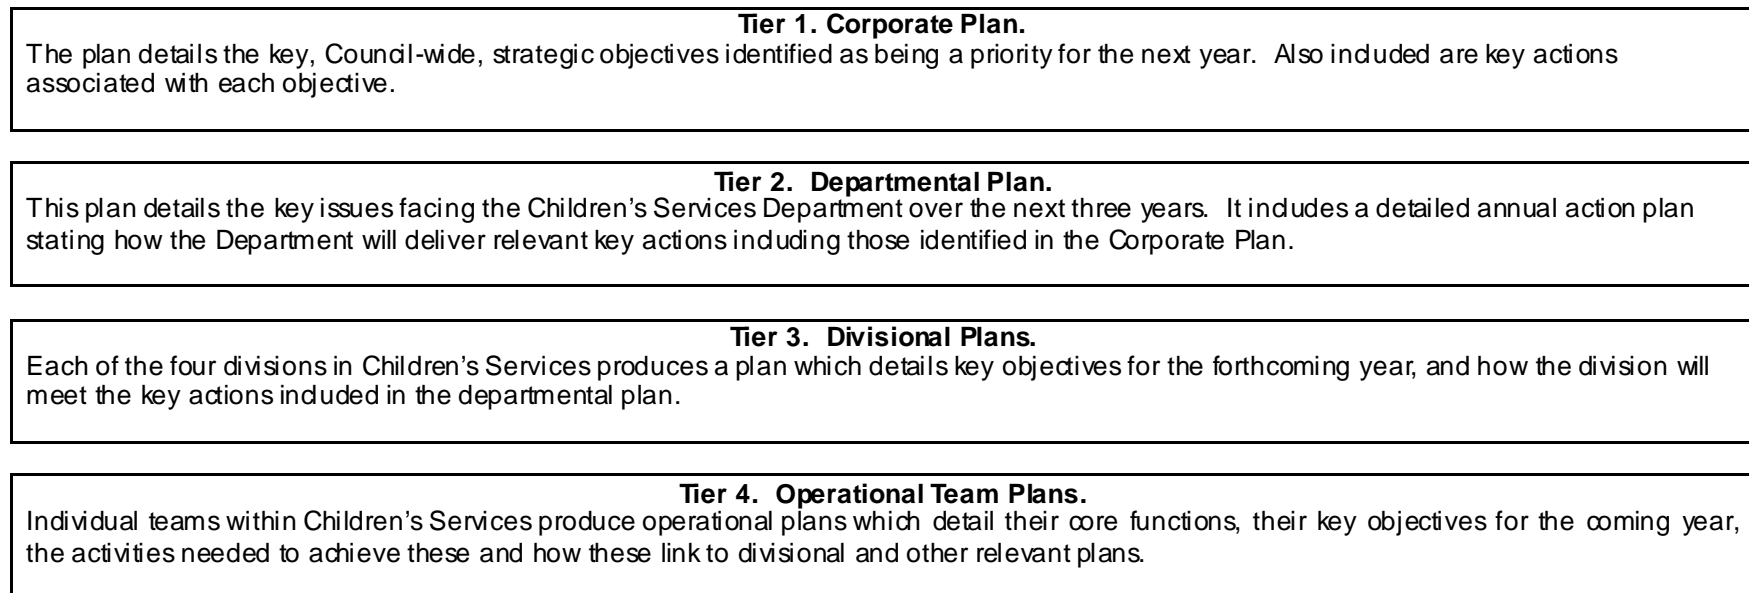 Tier 1. Corporate Plan.
The plan details the key, Council-wide, strategic objectives identified as being a priority for the next year.  Also included are key actions
associated with each objective.
Tier 2.  Departmental Plan.
This plan details the key issues facing the Children's Services Department over the next three years.  It includes a detailed annual action plan
stating how the Department will deliver relevant key actions including those identified in the Corporate Plan.
Tier 3.  Divisional Plans.
Each of the four divisions in Children's Services produces a plan which details key objectives for the forthcoming year, and how the division will
meet the key actions included in the departmental plan.
Tier 4.  Operational Team Plans.
Individual teams within Children's Services produce operational plans which detail their core functions, their key objectives for the coming year,
the activities needed to achieve these and how these link to divisional and other relevant plans.